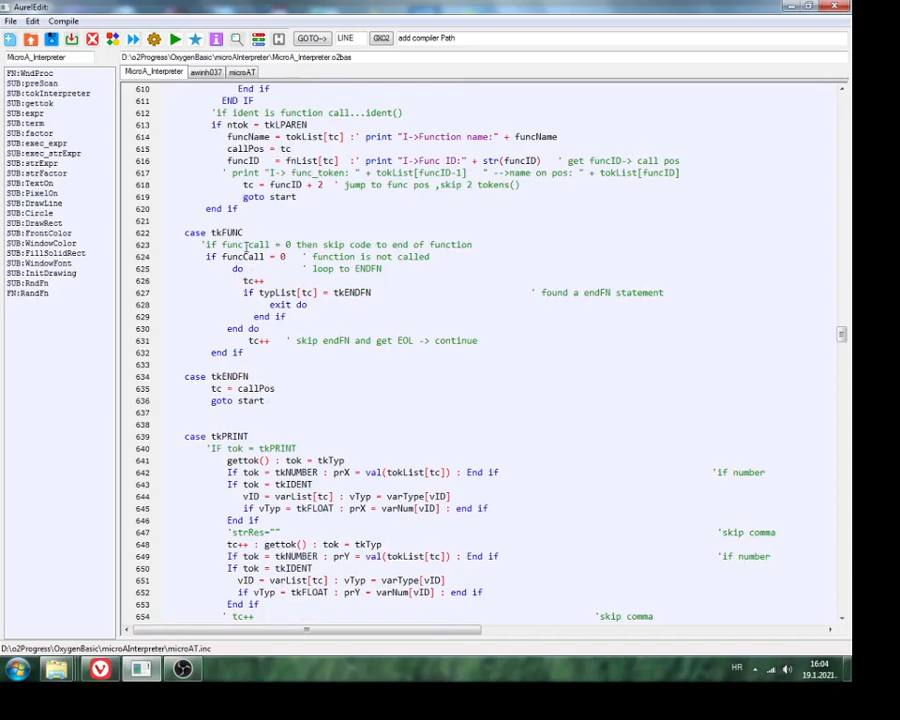 AurelEdit:
File Edit Compile
GOTO-> LINE GXO2 add compiler Path
MicroA_Interpreter D:\o2Progress\OxygenBasic\microAInterpreter\MicroA_Interpreter.o2bas
MicroA_Interpreter awinh037 microAT
FN:WndProc
SUB:preScan
SUB:tokInterpreter
SUB:gettok
SUB:expr
SUB:term
SUB:factor
SUB:exec_expr
SUB:exec_strExpr
SUB:strExpr
SUB:strFactor
SUB:TextOn
SUB:PixelOn
SUB:DrawLine
SUB:Circle
SUB:DrawRect
SUB:FrontColor
SUB:WindowColor
SUB:FillSolidRect
SUB:WindowFont
SUB:InitDrawing
SUB:RndFn
FN:RandFn
610 End if
611 END IF
612 'if ident is function call...ident()
613 if ntok = tkLPAREN
614 funcName = tokList[tc] :' print "I->Function name:" + funcName
615 callPos = tc
616 funcID = fnList[tc] :' print "I->Func ID:" + str(funcID) ' get funcID-> call pos
617 ' print "I-> func_token: " + tokList[funcID-1] " -->name on pos: " + tokList[funcID]
618 tc = funcID + 2 ' jump to func pos ,skip 2 tokens()
619 goto start
620 end if
621
622 case tkFUNC
623 'if funcCall = 0 then skip code to end of function
624 if funcCall = 0 ' function is not called
625 do ' loop to ENDFN
626 tc++
627 if typList[tc] = tkENDFN ' found a endFN statement
628 exit do
629 end if
630 end do
631 tc++ ' skip endFN and get EOL -> continue
632 end if
633
634 case tkENDFN
635 tc = callPos
636 goto start
637
638
639 case tkPRINT
640 'IF tok = tkPRINT
641 gettok() : tok = tkTyp
642 If tok = tkNUMBER : prX = val(tokList[tc]) : End if 'if number
643 If tok = tkIDENT
644 vID = varList[tc] : vTyp = varType[vID]
645 if vTyp = tkFLOAT : prX = varNum[vID] : end if
646 End if
647 'strRes="" 'skip comma
648 tc++ : gettok() : tok = tkTyp
649 If tok = tkNUMBER : prY = val(tokList[tc]) : End if 'if number
650 If tok = tkIDENT
651 vID = varList[tc] : vTyp = varType[vID]
652 if vTyp = tkFLOAT : prY = varNum[vID] : end if
653 End if
654 ' tc++ 'skip comma
D:\o2Progress\OxygenBasic\microAInterpreter\microAT.inc
HR 16:04
19.1.2021.